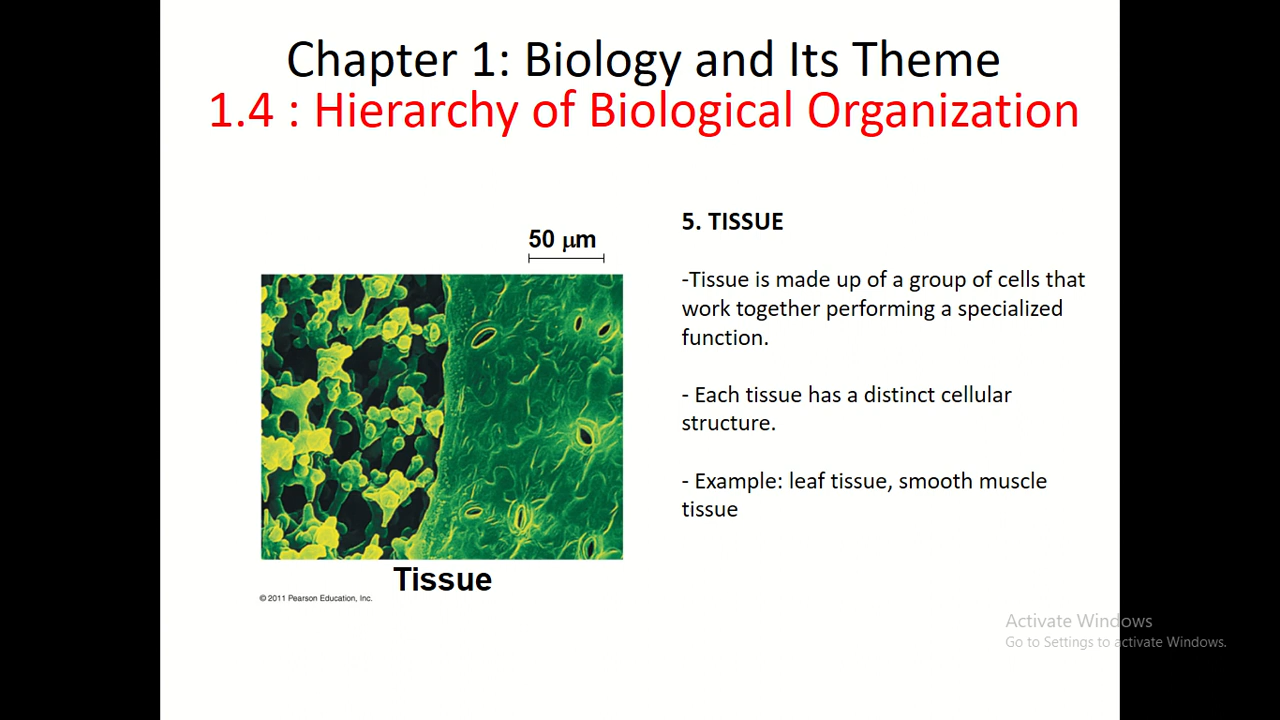 Chapter 1: Biology and Its Theme
1.4 : Hierarchy of Biological Organization
50 μm
Tissue
© 2011 Pearson Education, Inc.
5. TISSUE
-Tissue is made up of a group of cells that
work together performing a specialized
function.
- Each tissue has a distinct cellular
structure.
- Example: leaf tissue, smooth muscle
tissue
Activate Windows
Go to Settings to activate Windows.